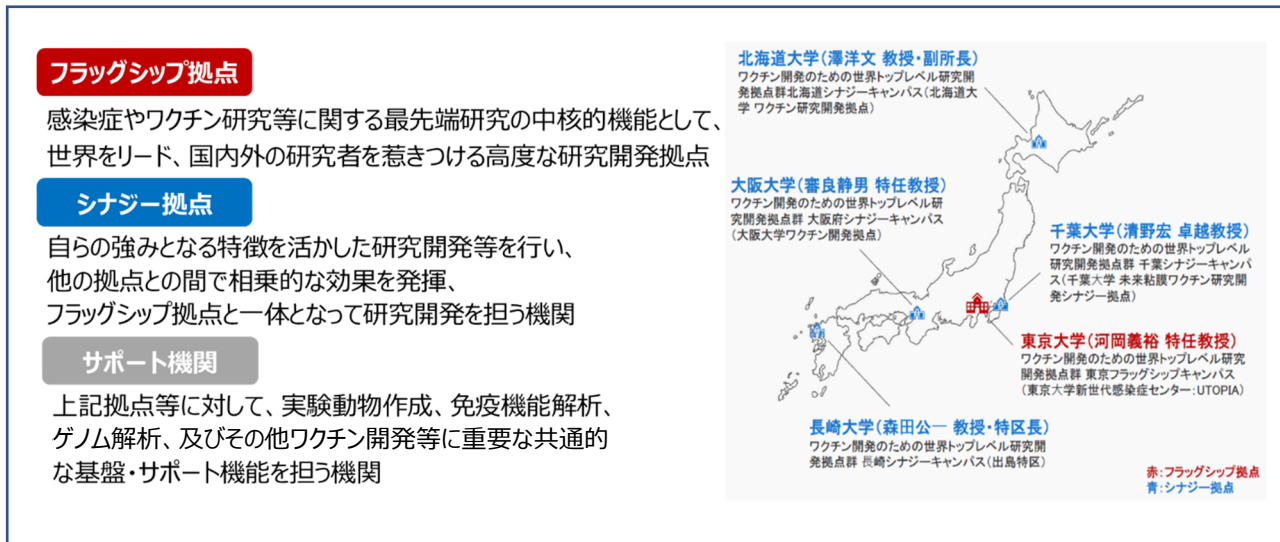 フラッグシップ拠点
感染症やワクチン研究等に関する最先端研究の中核的機能として、
世界をリード、国内外の研究者を惹きつける高度な研究開発拠点
シナジー拠点
自らの強みとなる特徴を活かした研究開発等を行い、
他の拠点との間で相乗的な効果を発揮、
フラッグシップ拠点と一体となって研究開発を担う機関
サポート機関
上記拠点等に対して、実験動物作成、免疫機能解析、
ゲノム解析、及びその他ワクチン開発等に重要な共通的
な基盤・サポート機能を担う機関
北海道大学(澤洋文 教授・副所長)
ワクチン開発のための世界トップレベル研究開
発拠点群北海道シナジーキャンパス(北海道大
学 ワクチン研究開発拠点)
大阪大学(審良静男 特任教授)
ワクチン開発のための世界トップレベル研
究開発拠点群 大阪府シナジーキャンパス
(大阪大学ワクチン開発拠点)
千葉大学(清野宏 卓越教授)
ワクチン開発のための世界トップレベル
研究開発拠点群 千葉シナジーキャンパ
ス(千葉大学 未来粘膜ワクチン研究開
発シナジー拠点)
東京大学(河岡義裕 特任教授)
ワクチン開発のための世界トップレベル研究
開発拠点群 東京フラッグシップキャンパス
(東京大学新世代感染症センター:UTOPIA)
長崎大学(森田公一 教授・特区長)
ワクチン開発のための世界トップレベル研究開
発拠点群 長崎シナジーキャンパス(出島特区)
赤:フラッグシップ拠点
青:シナジー拠点